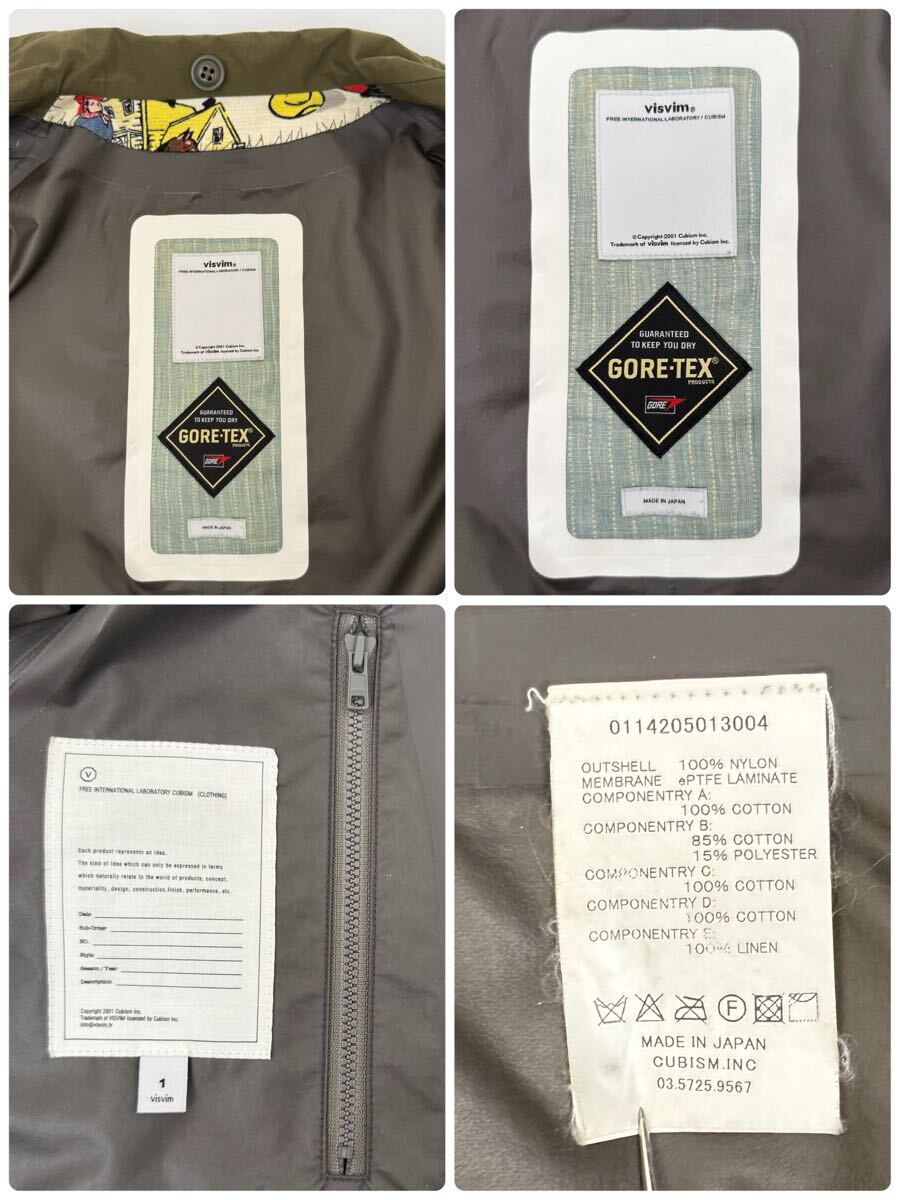 visvim®
FREE INTERNATIONAL LABORATORY / CUBISM
© Copyright 2001 Cubism Inc.
Trademark of visvim licensed by Cubism Inc.
GUARANTEED
TO KEEP YOU DRY
GORE-TEX®
PRODUCTS
GORE
MADE IN JAPAN
visvim®
FREE INTERNATIONAL LABORATORY / CUBISM
© Copyright 2001 Cubism Inc.
Trademark of visvim licensed by Cubism Inc.
GUARANTEED
TO KEEP YOU DRY
GORE-TEX®
PRODUCTS
GORE
MADE IN JAPAN
V
FREE INTERNATIONAL LABORATORY CUBISM (CLOTHING)
Each product represents an idea.
The kind of idea which can only be expressed in terms
which naturally relate to the world of products, concept,
materiality, design, construction,finish, performance, etc.
Date
Sub-Order
NO.
Style
Season / Year
Description
Copyright 2001 Cubism Inc.
Trademark of VISVIM licensed by Cubism Inc.
info@visvim.tv
1
visvim
0114205013004
OUTSHELL 100% NYLON
MEMBRANE ePTFE LAMINATE
COMPONENTRY A:
100% COTTON
COMPONENTRY B:
85% COTTON
15% POLYESTER
COMPONENTRY C:
100% COTTON
COMPONENTRY D:
100% COTTON
COMPONENTRY E:
100% LINEN
F
MADE IN JAPAN
CUBISM.INC
03.5725.9567